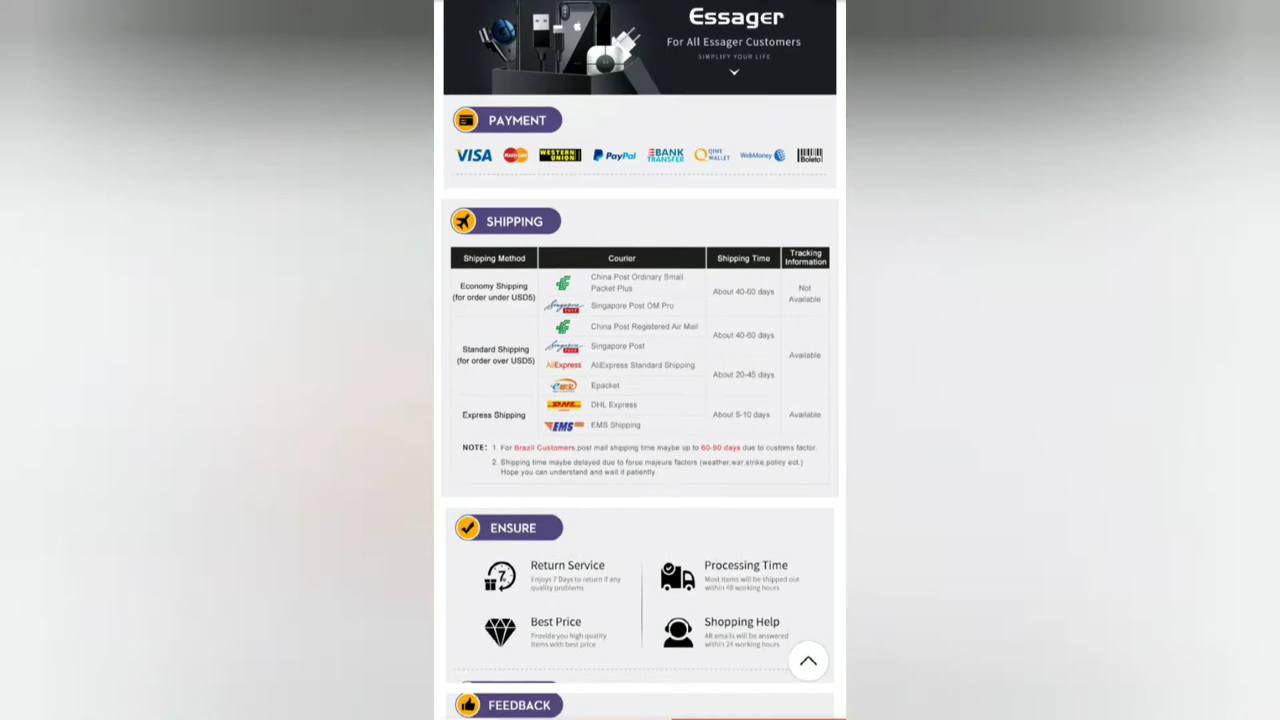 Essager
For All Essager Customers
SIMPLIFY YOUR LIFE
PAYMENT
VISA MasterCard WESTERN UNION PayPal BANK TRANSFER QIWI WALLET WebMoney Boleto
SHIPPING
Shipping Method Courier Shipping Time Tracking Information
Economy Shipping
(for order under USD5)
China Post Ordinary Small
Packet Plus
Singapore POST Singapore Post OM Pro
About 40-60 days
Not
Available
Standard Shipping
(for order over USD5)
China Post Registered Air Mail
Singapore POST Singapore Post
About 40-60 days
AliExpress AliExpress Standard Shipping
Epacket
About 20-45 days
Available
Express Shipping
DHL DHL Express
EMS EMS Shipping
About 5-10 days
Available
NOTE: 1. For Brazil Customers,post mail shipping time maybe up to 60-90 days due to customs factor.
2. Shipping time maybe delayed due to force majeure factors (weather,war,strike,policy ect.)
Hope you can understand and wait it patiently.
ENSURE
7
Return Service
Enjoys 7 Days to return if any
quality problems
Processing Time
Most items will be shipped out
within 48 working hours
Best Price
Provide you high quality
items with best price
Shopping Help
All emails will be answered
within 24 working hours
FEEDBACK